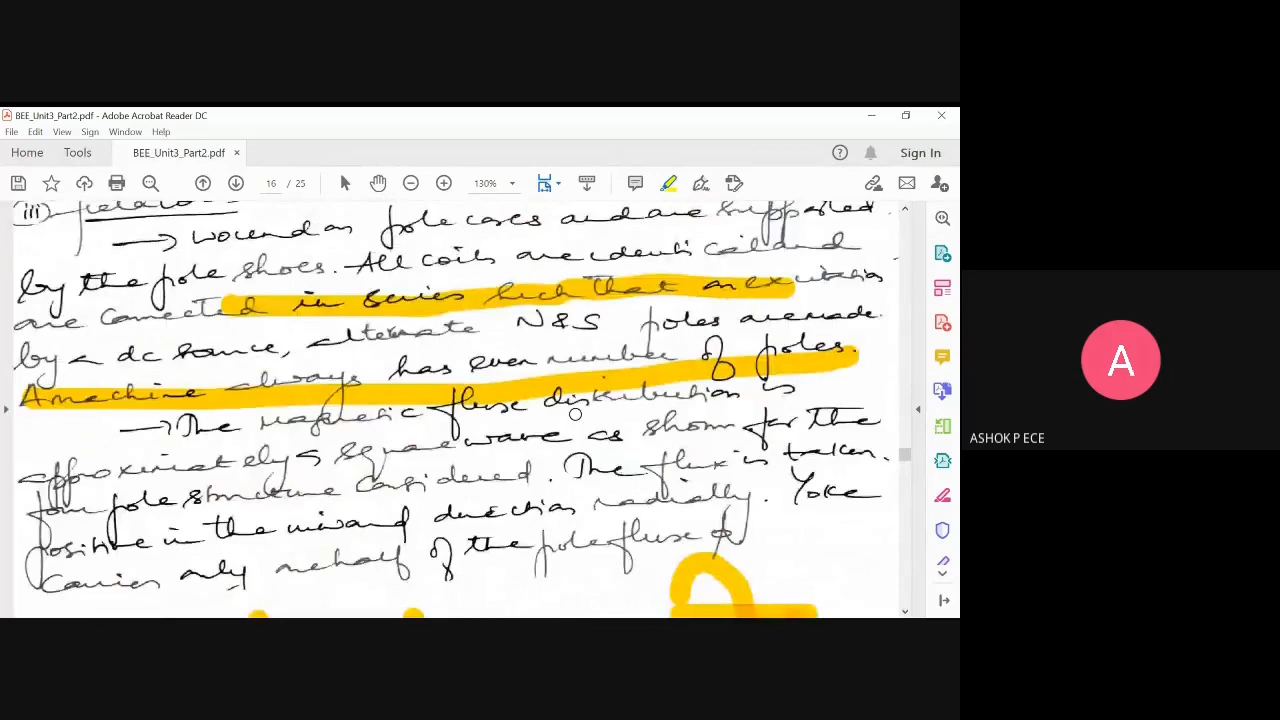 BEE_Unit3_Part2.pdf - Adobe Acrobat Reader DC
File Edit View Window Help
Home Tools BEE_Unit3_Part2.pdf × Sign In
16 / 25 130%
(iii)
→ wound on pole cores and are supported
by the pole shoes. All coils are identical and
are connected in series such that on excitation
by a dc source, alternate N&S poles are made.
A machine always has even number of poles.
→ The magnetic flux distribution is
approximately a square wave as shown for the
four pole structure considered. The flux is taken
positive in the inward direction radially. Yoke
carries only one half of the pole flux ϕ
A
ASHOK P ECE